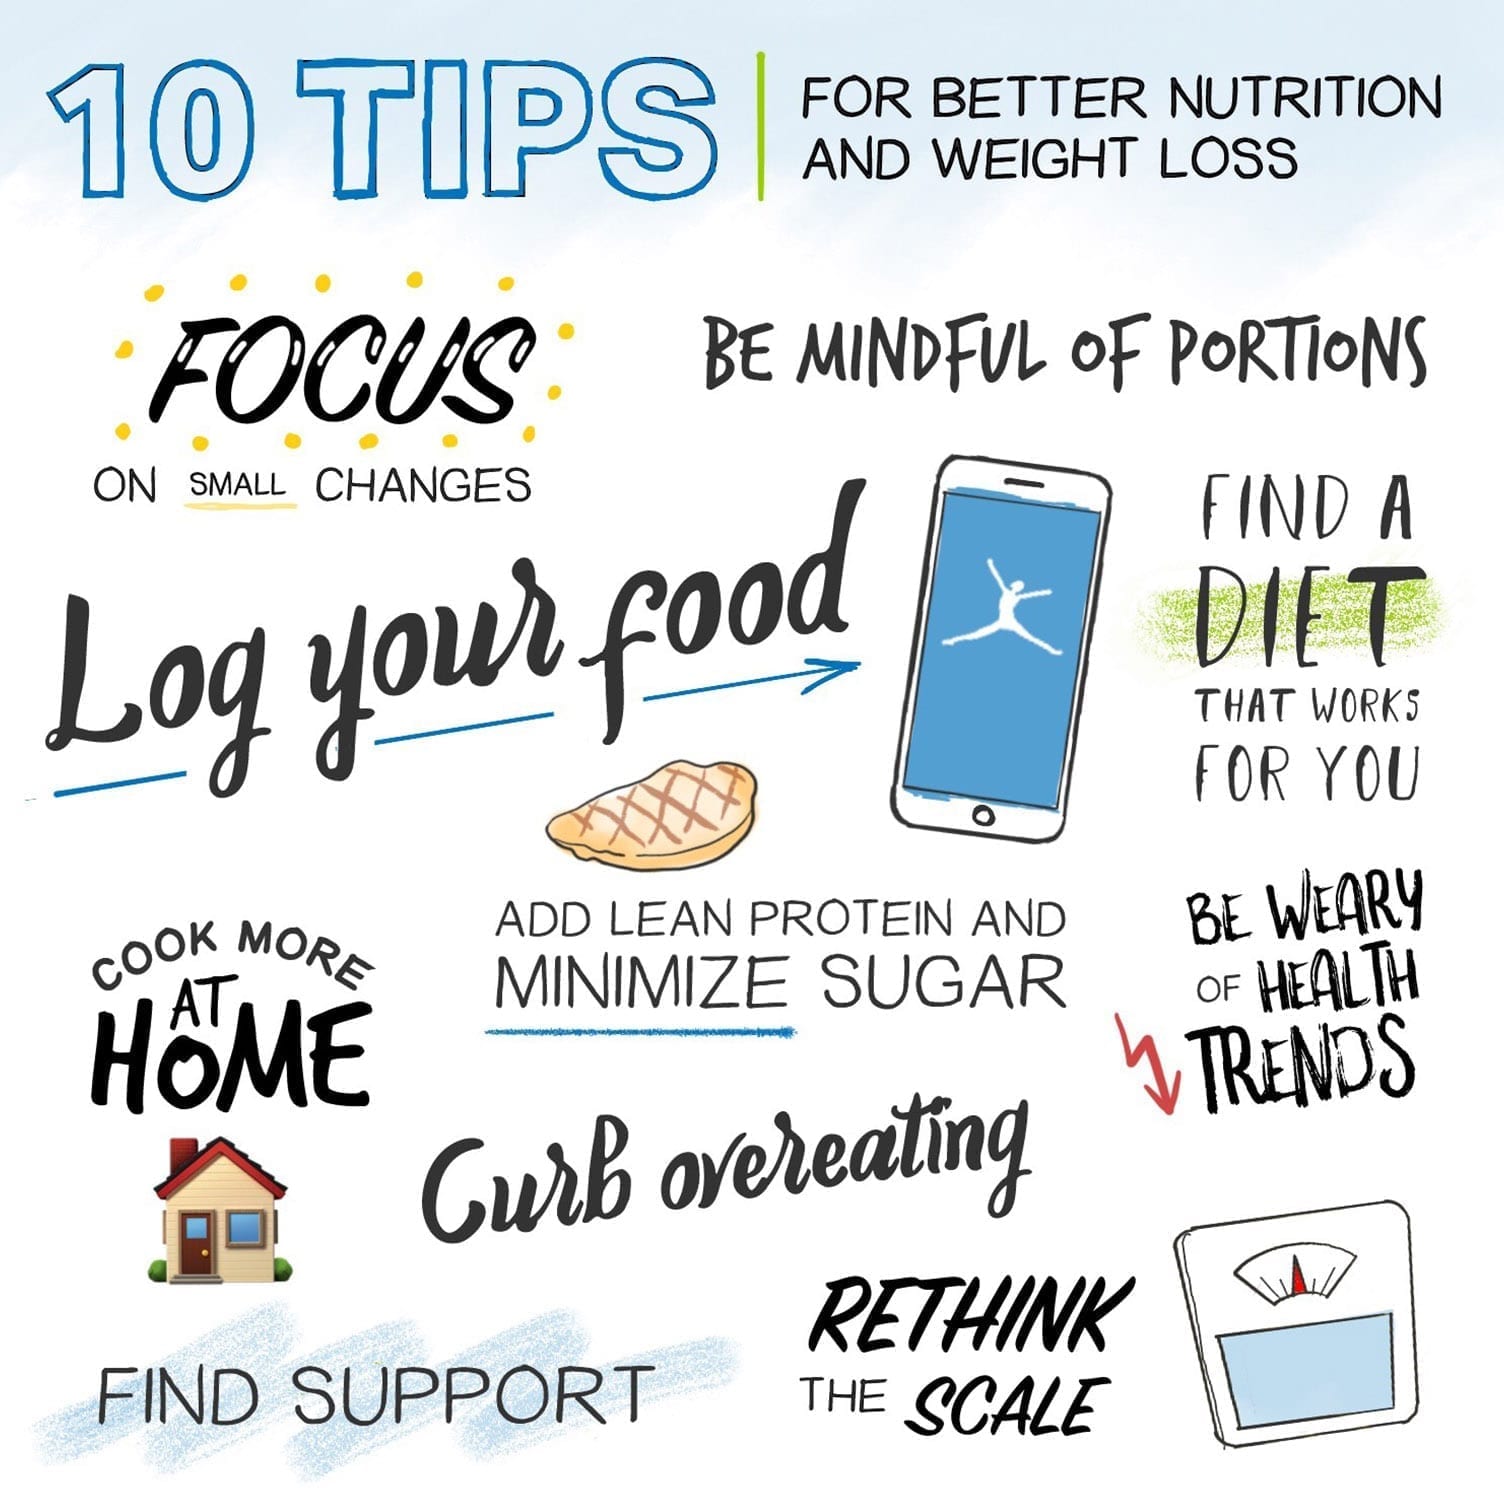 10 TIPS
FOR BETTER NUTRITION
AND WEIGHT LOSS
FOCUS
ON SMALL CHANGES
BE MINDFUL OF PORTIONS
Log your food
FIND A
DIET
THAT WORKS
FOR YOU
ADD LEAN PROTEIN AND
MINIMIZE SUGAR
COOK MORE
AT
HOME
BE WEARY
OF HEALTH
TRENDS
Curb overeating
FIND SUPPORT
RETHINK
THE SCALE